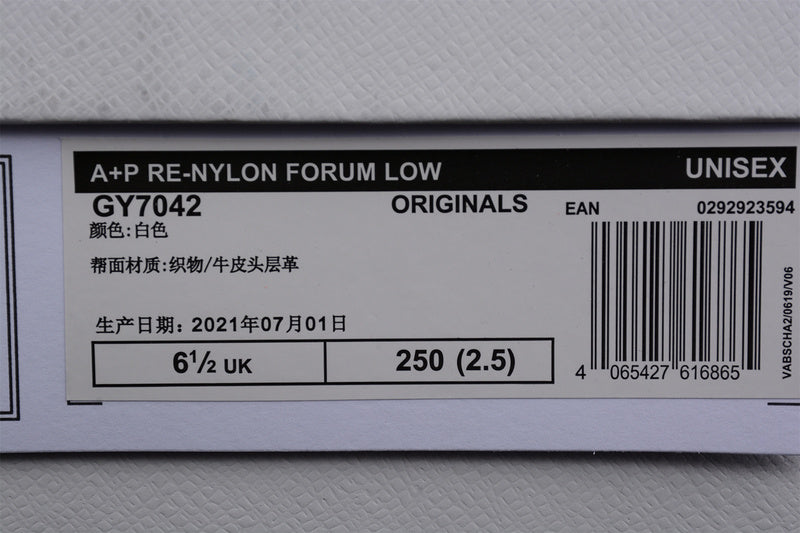 A+P RE-NYLON FORUM LOW UNISEX
GY7042 ORIGINALS EAN 0292923594
颜色:白色
帮面材质:织物/牛皮头层革
生产日期: 2021年07月01日
6½ UK 250 (2.5)
4 065427 616865
VABSCHA2/0619/V06